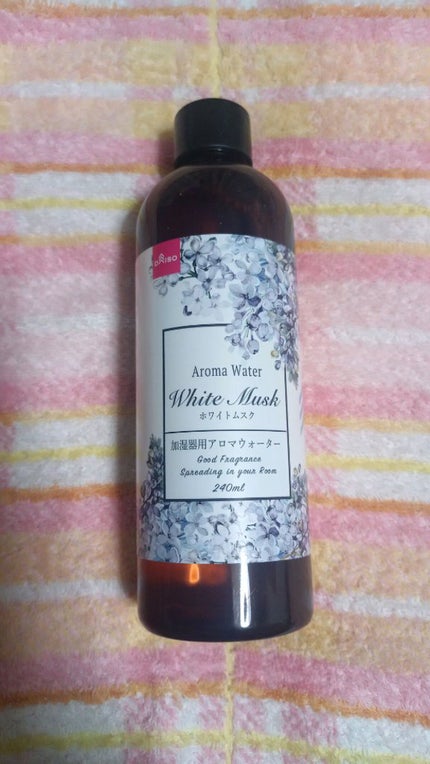 DAISO
Aroma Water
White Musk
ホワイトムスク
加湿器用アロマウォーター
Good Fragrance
Spreading in your Room
240ml